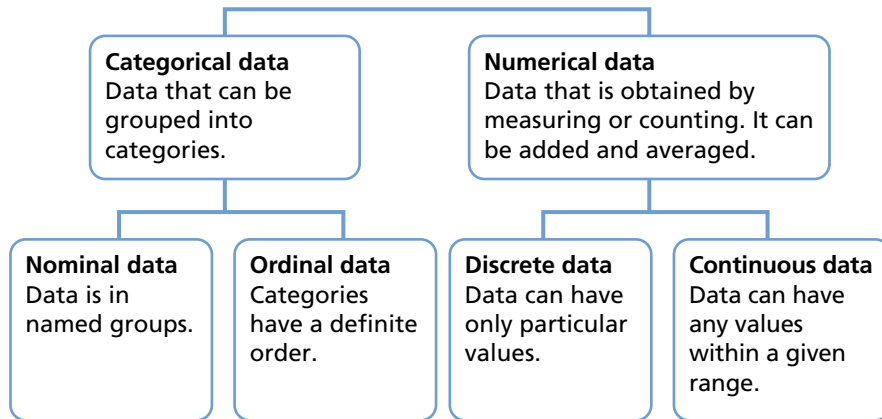 Categorical data
Data that can be
grouped into
categories.
Numerical data
Data that is obtained by
measuring or counting. It can
be added and averaged.
Nominal data
Data is in
named groups.
Ordinal data
Categories
have a definite
order.
Discrete data
Data can have
only particular
values.
Continuous data
Data can have
any values
within a given
range.